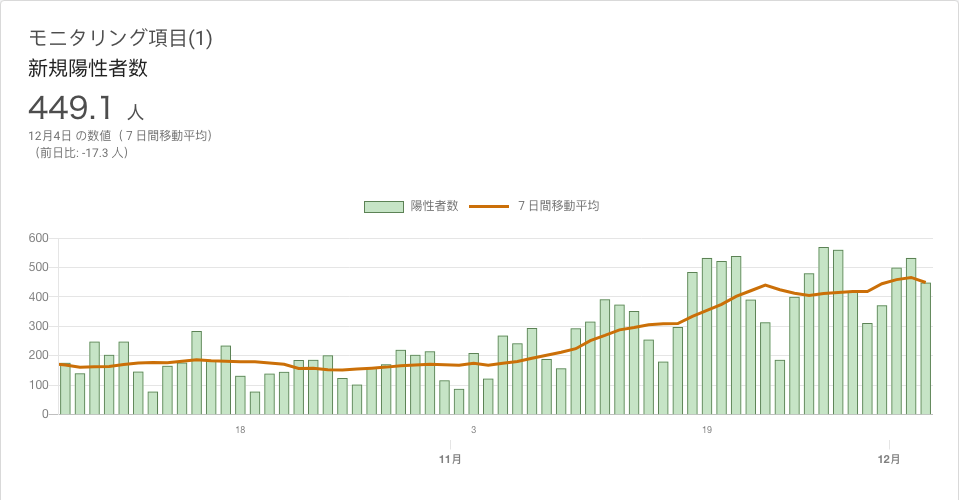 モニタリング項目(1)
新規陽性者数
449.1 人
12月4日 の数値（７日間移動平均）
（前日比: -17.3 人）
陽性者数 ７日間移動平均
600
500
400
300
200
100
0
18 3 19
11月 12月